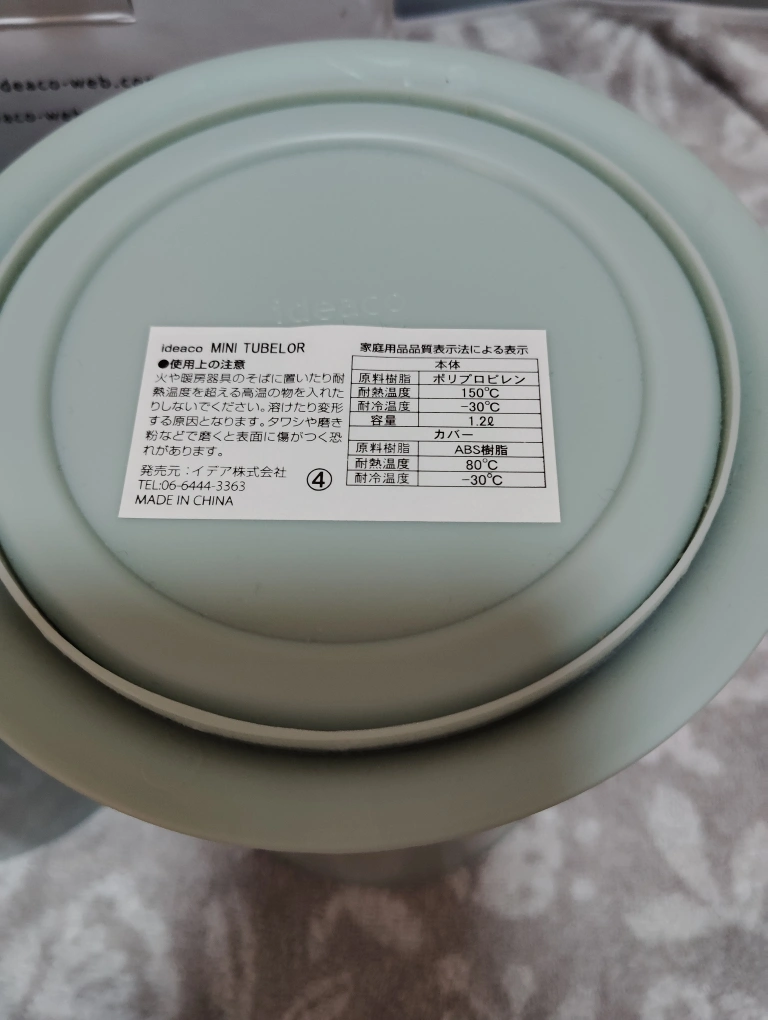 deaco-web.co
aco-web
ideaco
ideaco MINI TUBELOR
●使用上の注意
火や暖房器具のそばに置いたり耐
熱温度を超える高温の物を入れた
りしないでください。溶けたり変形
する原因となります。タワシや磨き
粉などで磨くと表面に傷がつく恐
れがあります。
発売元：イデア株式会社
TEL:06-6444-3363
MADE IN CHINA
④
家庭用品品質表示法による表示
本体
原料樹脂 ポリプロピレン
耐熱温度 150℃
耐冷温度 -30℃
容量 1.2ℓ
カバー
原料樹脂 ABS樹脂
耐熱温度 80℃
耐冷温度 -30℃